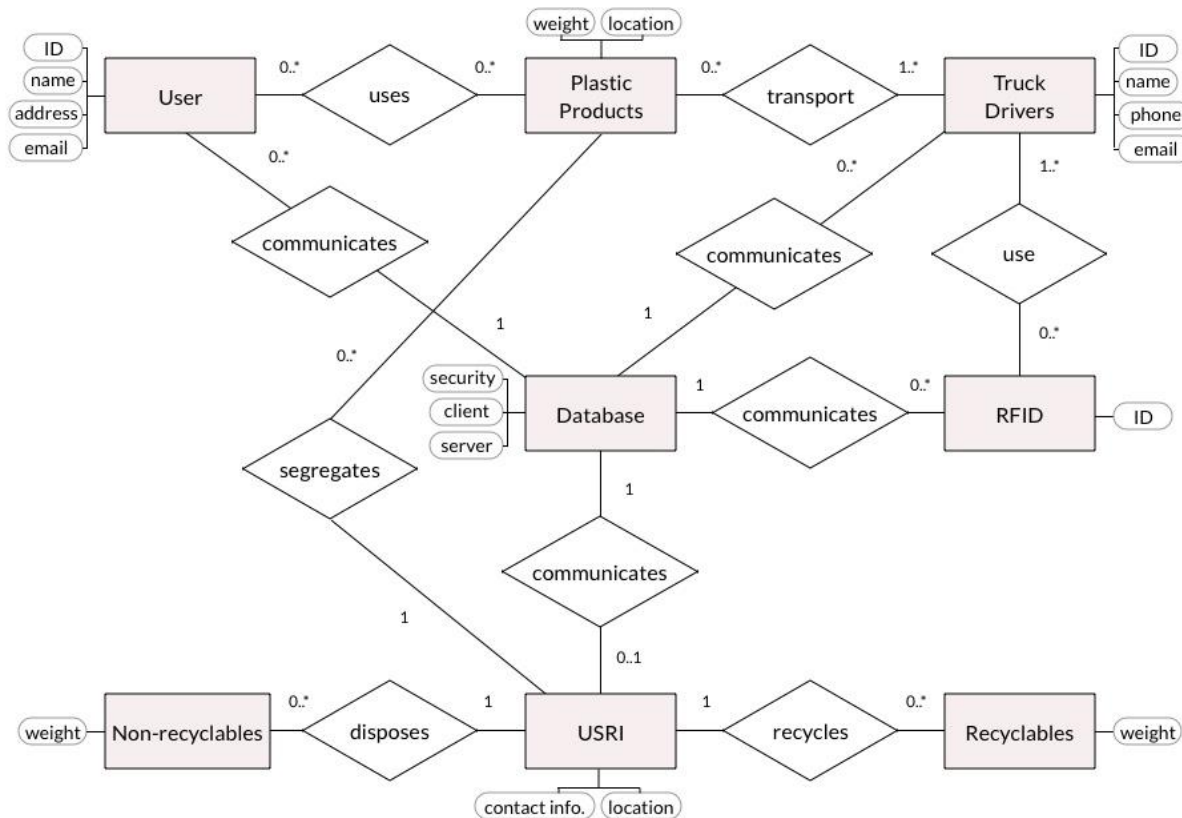 weight
location
ID
name
address
email
User
0..*
uses
0..*
Plastic
Products
0..*
transport
1..*
Truck
Drivers
ID
name
phone
email
0..*
communicates
1
0..*
communicates
1
1..*
use
0..*
0..*
segregates
1
security
client
server
Database
1
communicates
0..*
RFID
ID
1
communicates
0..1
weight
Non-recyclables
0..*
disposes
1
USRI
1
recycles
0..*
Recyclables
weight
contact info.
location